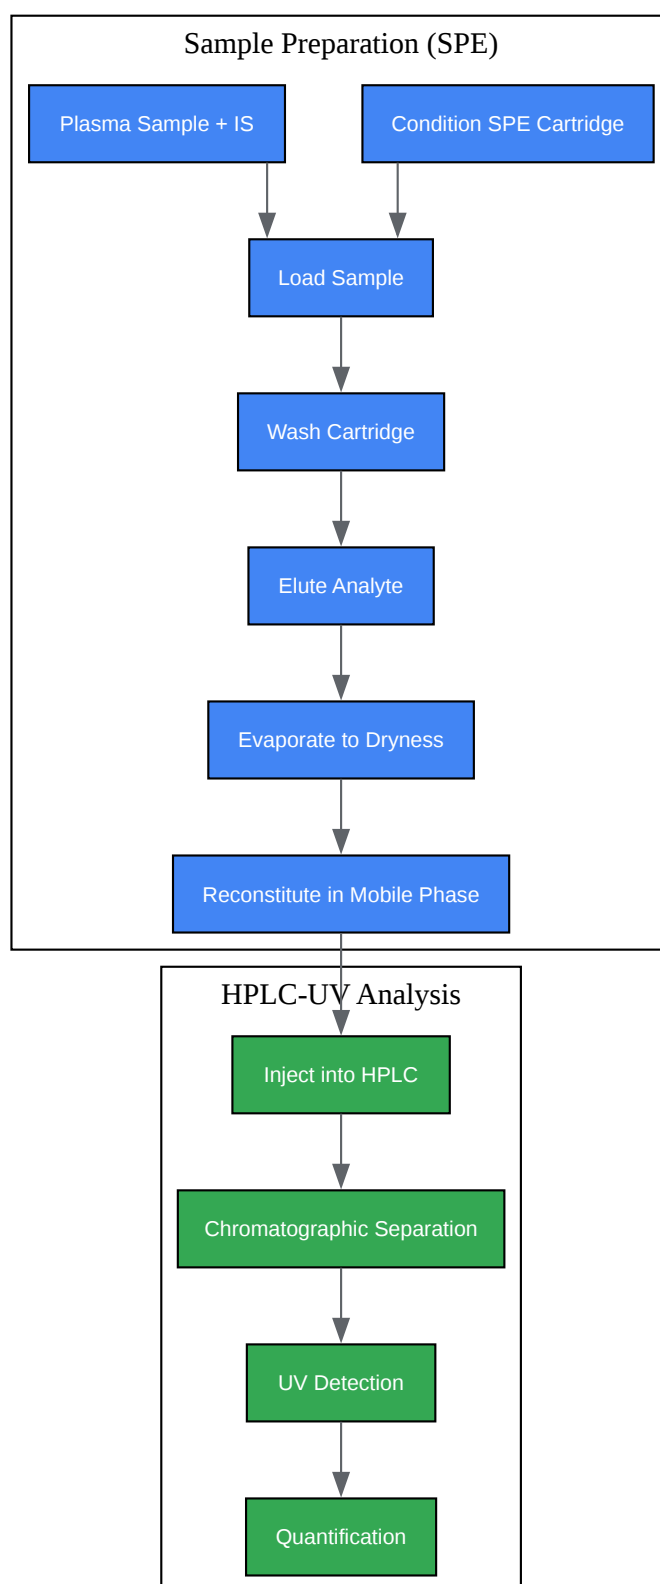 Sample Preparation (SPE)
Plasma Sample + IS
Condition SPE Cartridge
Load Sample
Wash Cartridge
Elute Analyte
Evaporate to Dryness
Reconstitute in Mobile Phase
HPLC-UV Analysis
Inject into HPLC
Chromatographic Separation
UV Detection
Quantification